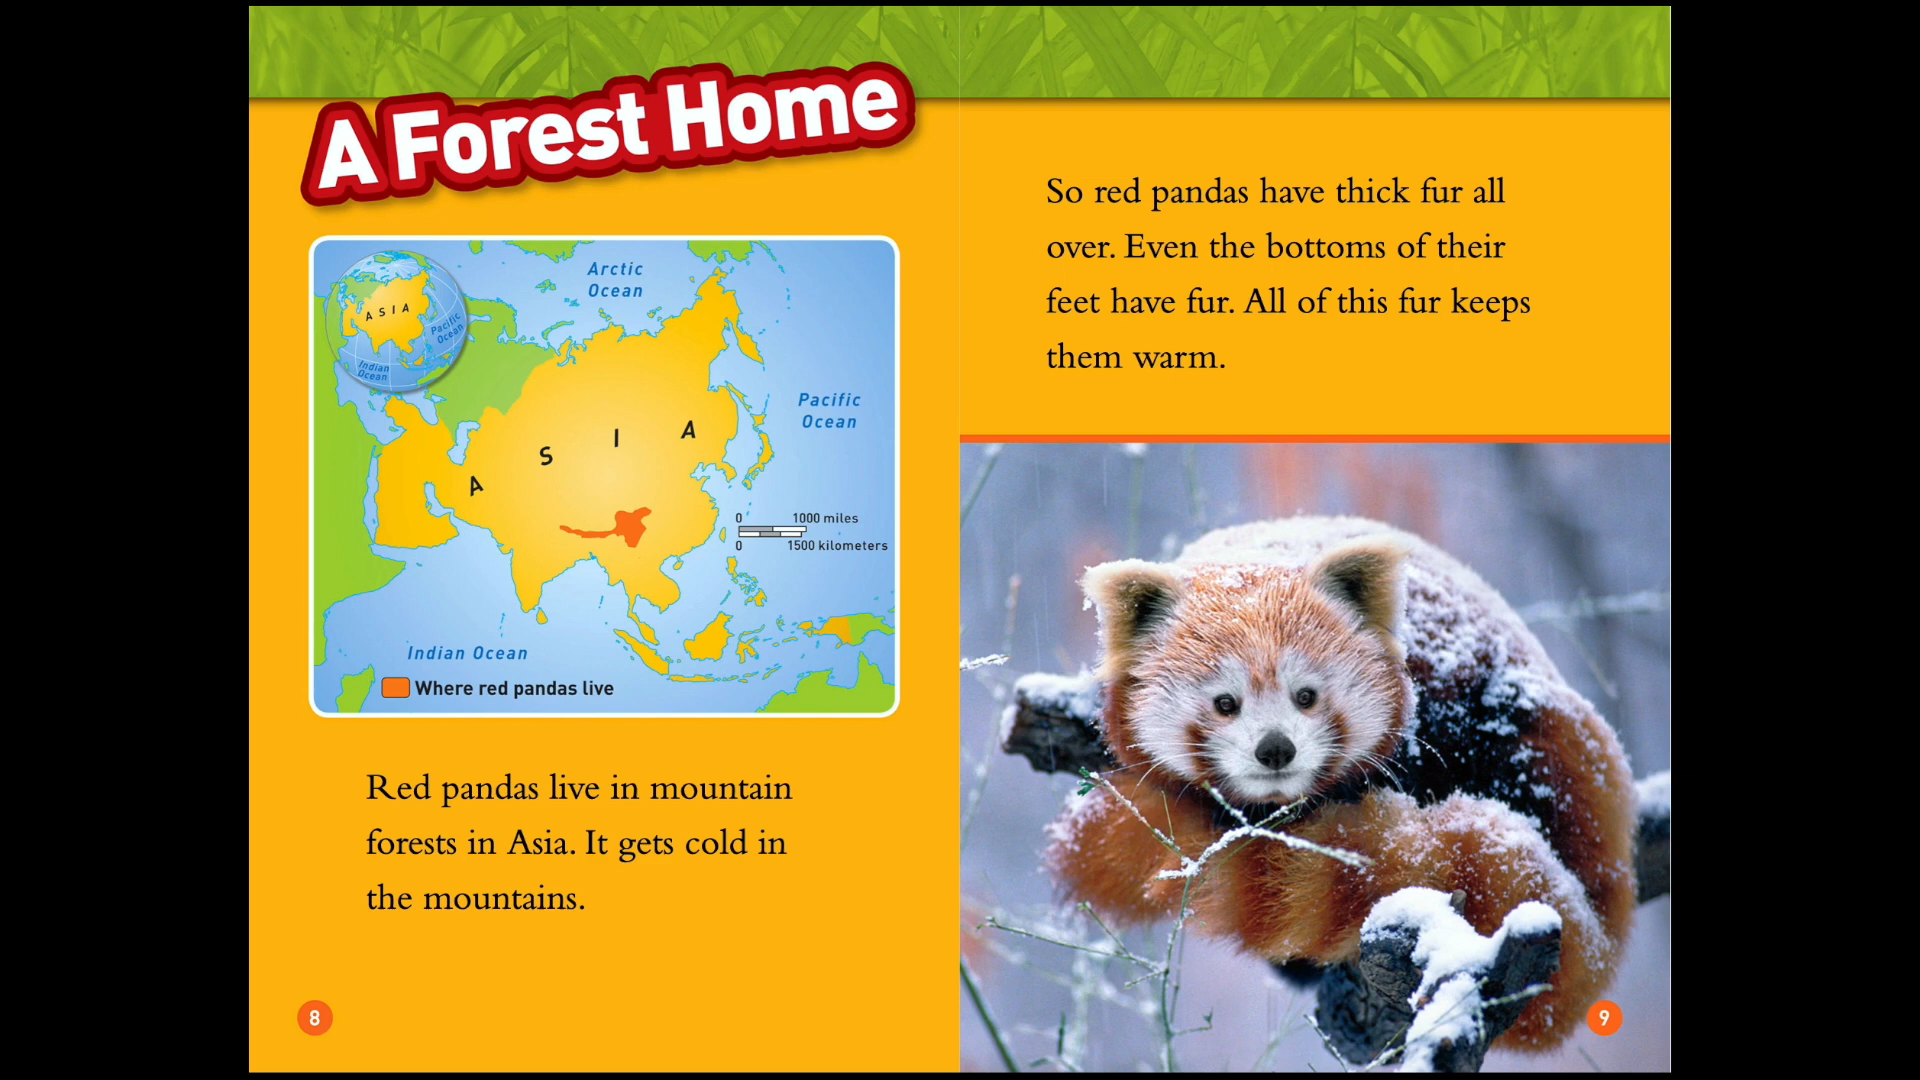 A Forest Home
ASIA
Pacific
Ocean
Indian
Ocean
Arctic
Ocean
Pacific
Ocean
A S I A
0 1000 miles
0 1500 kilometers
Indian Ocean
Where red pandas live
Red pandas live in mountain
forests in Asia. It gets cold in
the mountains.
8
So red pandas have thick fur all
over. Even the bottoms of their
feet have fur. All of this fur keeps
them warm.
9